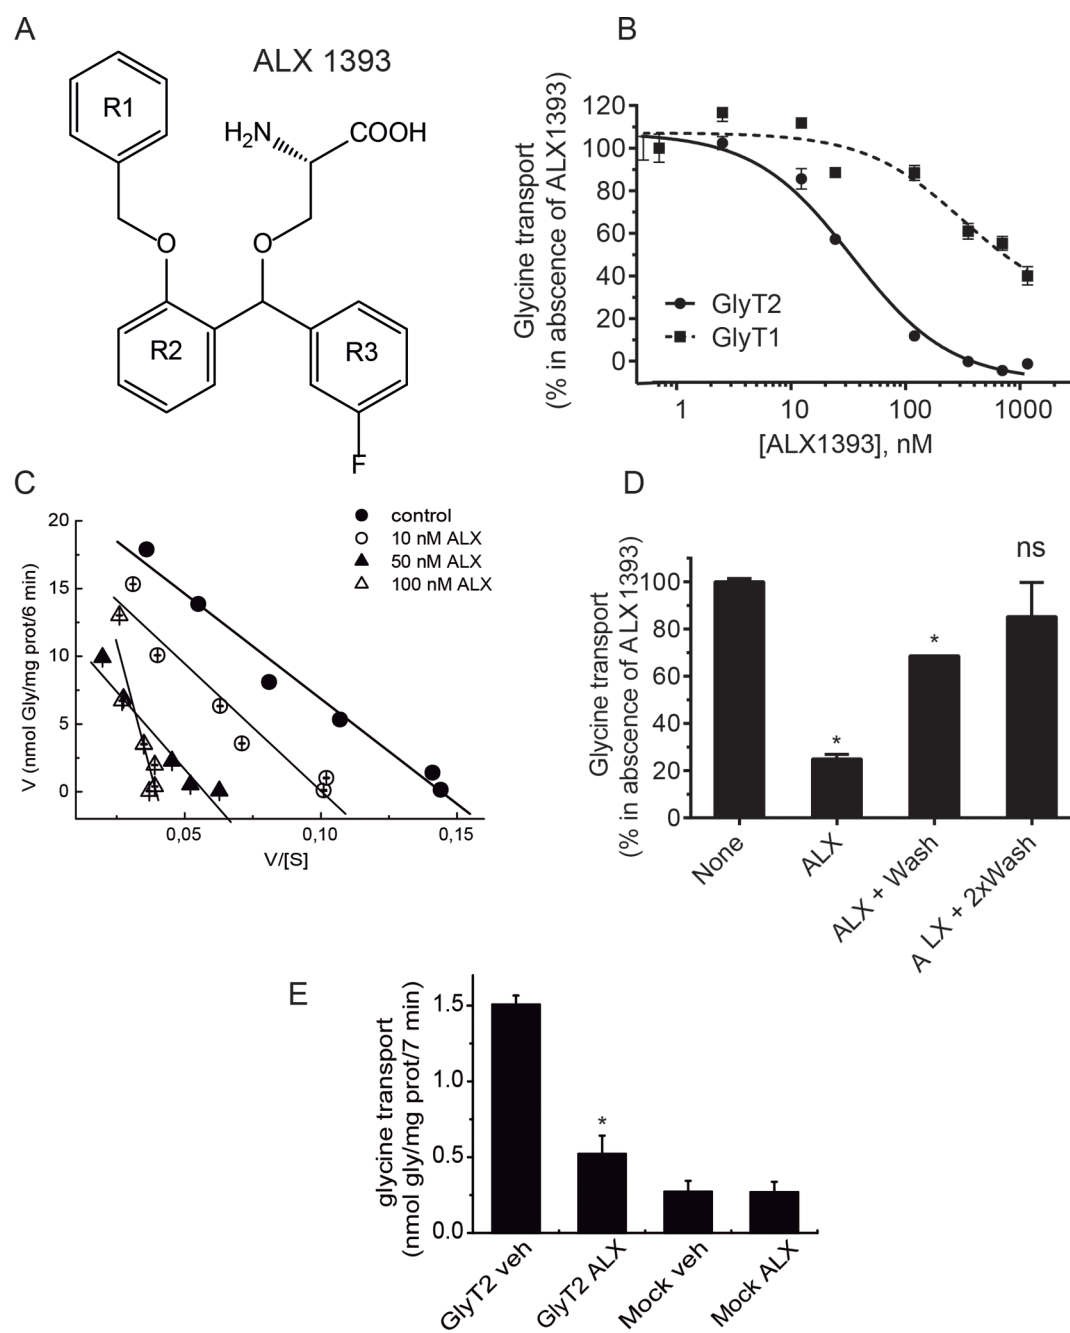 A
ALX 1393
R1
H₂N
COOH
O
O
R2
R3
F
B
Glycine transport
(% in abscence of ALX1393)
120
100
80
60
40
20
0
GlyT2
GlyT1
1 10 100 1000
[ALX1393], nM
C
V (nmol Gly/mg prot/6 min)
20
15
10
5
0
control
10 nM ALX
50 nM ALX
100 nM ALX
0,05 0,10 0,15
V/[S]
D
Glycine transport
(% in abscence of ALX1393)
100
80
60
40
20
0
*
*
ns
None
ALX
ALX + Wash
A LX + 2xWash
E
glycine transport
(nmol gly/mg prot/7 min)
1.5
1.0
0.5
0.0
*
GlyT2 veh
GlyT2 ALX
Mock veh
Mock ALX